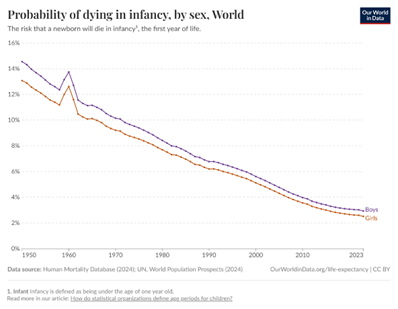 Probability of dying in infancy, by sex, World
Our World
in Data
The risk that a newborn will die in infancy¹, the first year of life.
16%
14%
12%
10%
8%
6%
4%
2%
0%
Boys
Girls
1950
1960
1970
1980
1990
2000
2010
2023
Data source: Human Mortality Database (2024); UN, World Population Prospects (2024)
OurWorldinData.org/life-expectancy | CC BY
1. Infant Infancy is defined as being under the age of one year old.
Read more in our article: How do statistical organizations define age periods for children?